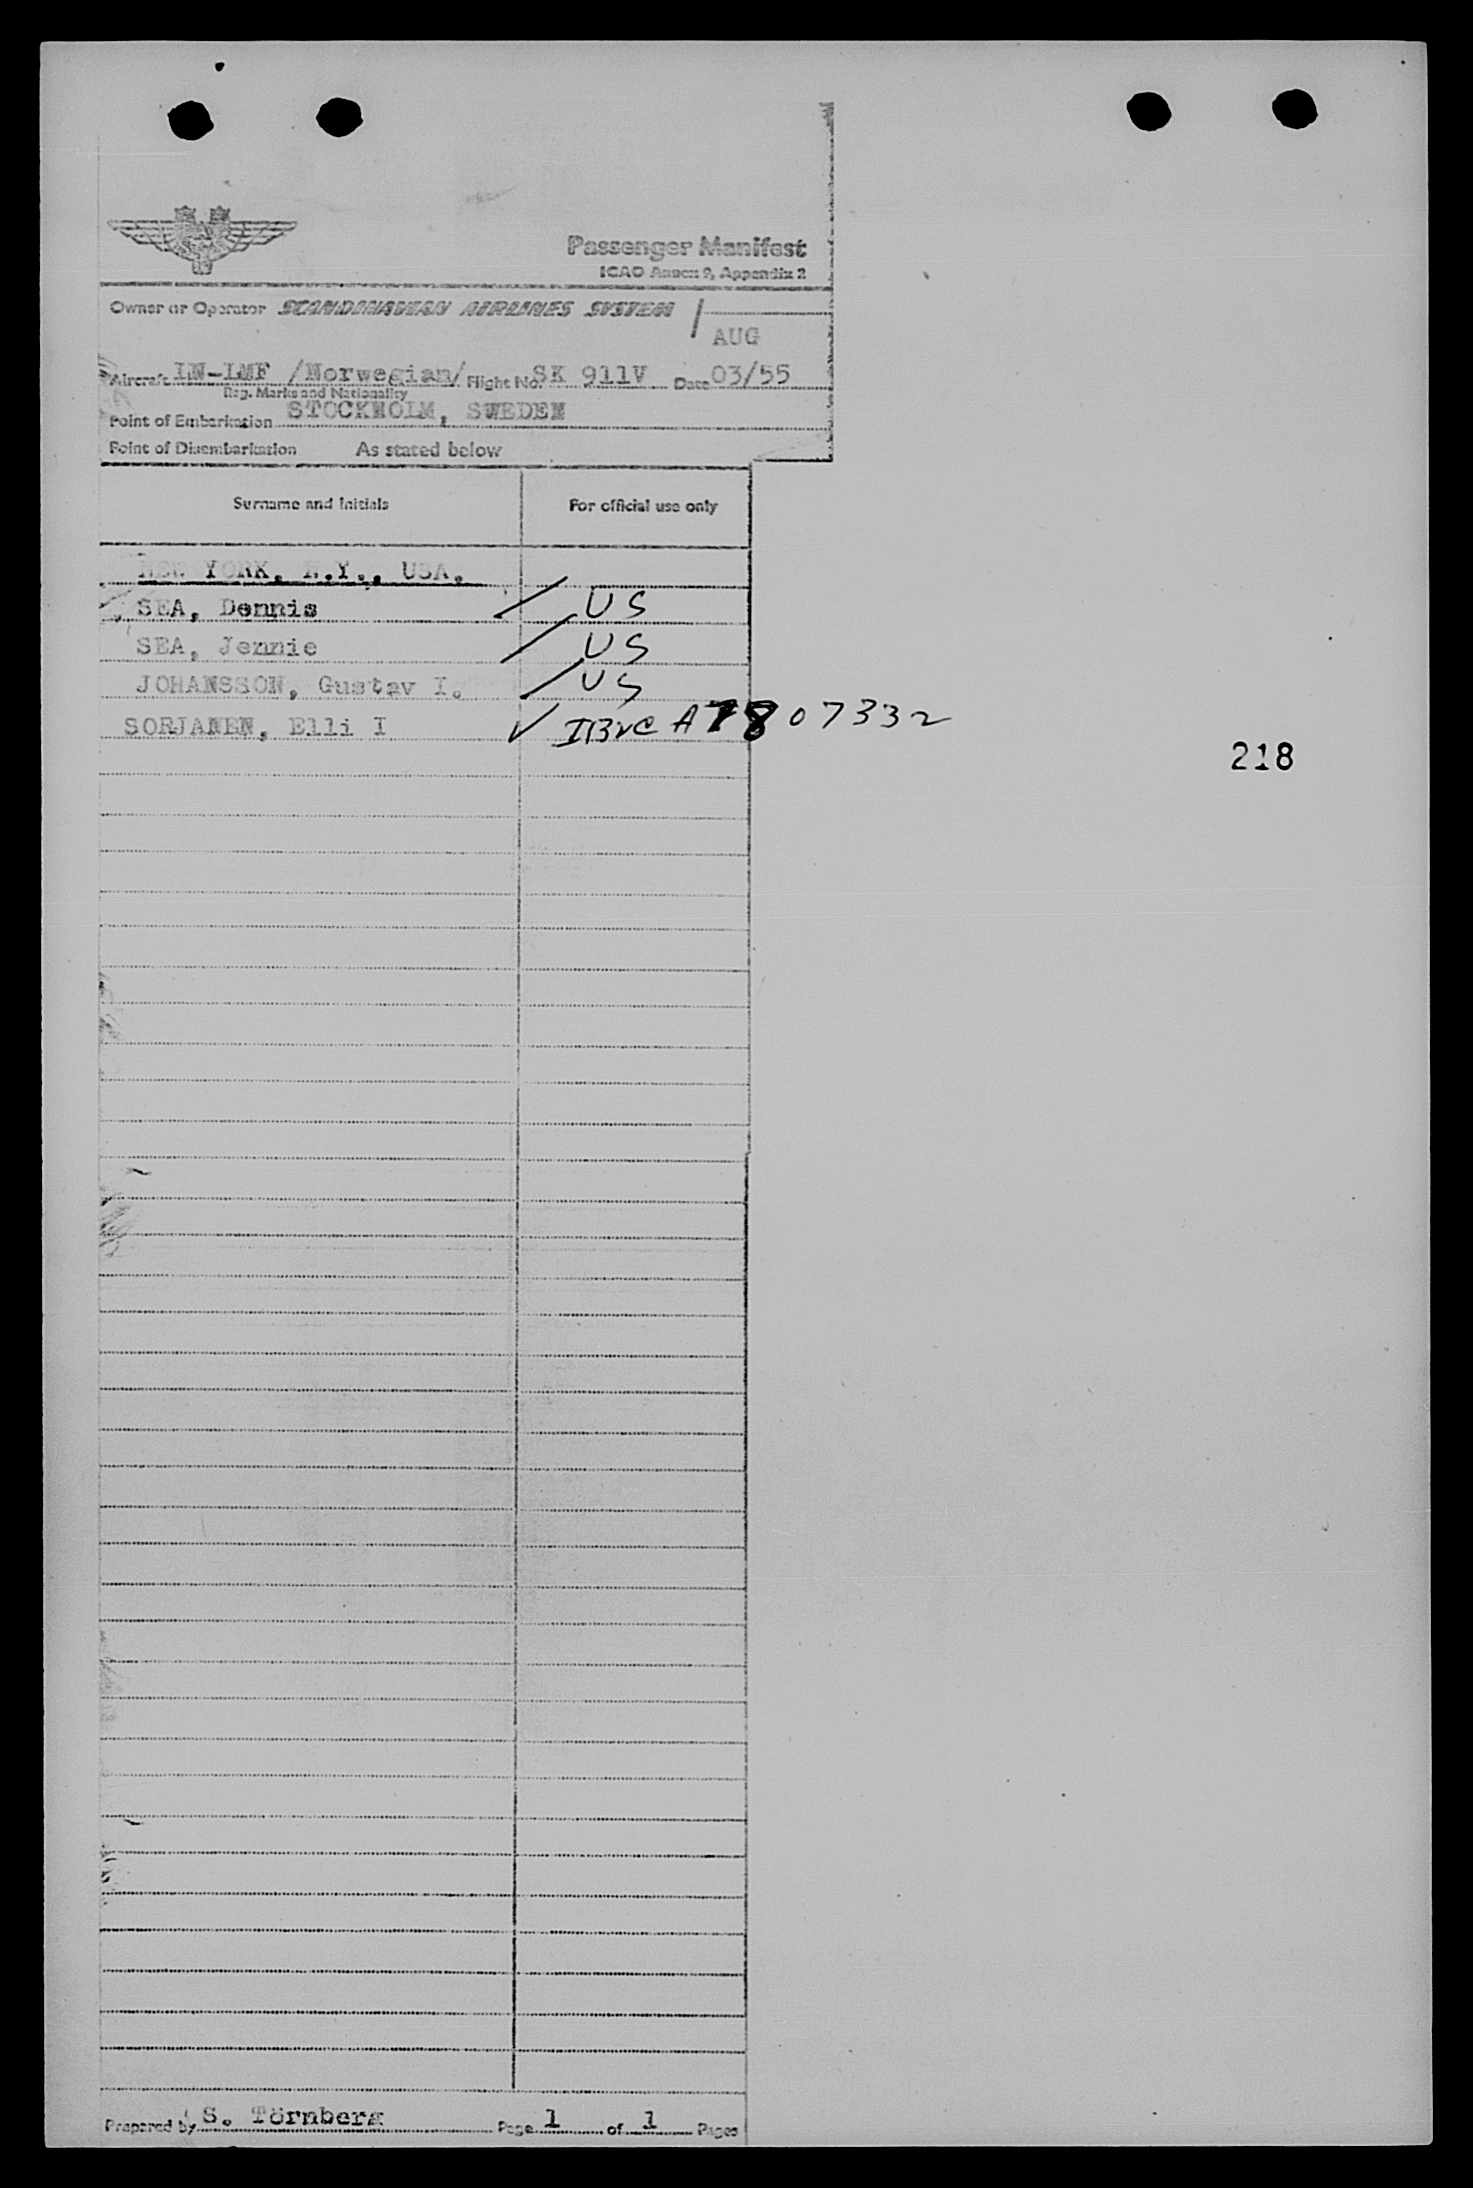 Passenger Manifest
ICAO Annex 9, Appendix 2
Owner or Operator SCANDINAVIAN AIRLINES SYSTEM
AUG
Aircraft LN-LMF /Norwegian/ Flight No. SK 911V Date 03/55
Reg. Marks and Nationality
Point of Embarkation STOCKHOLM, SWEDEN
Point of Disembarkation As stated below
Surname and Initials For official use only
NEW YORK, N.Y., USA.
SEA, Dennis US
SEA, Jennie US
JOHANSSON, Gustav I. US
SORJANEN, Elli I A7807332
218
Prepared by S. Törnberg Page 1 of 1 Pages